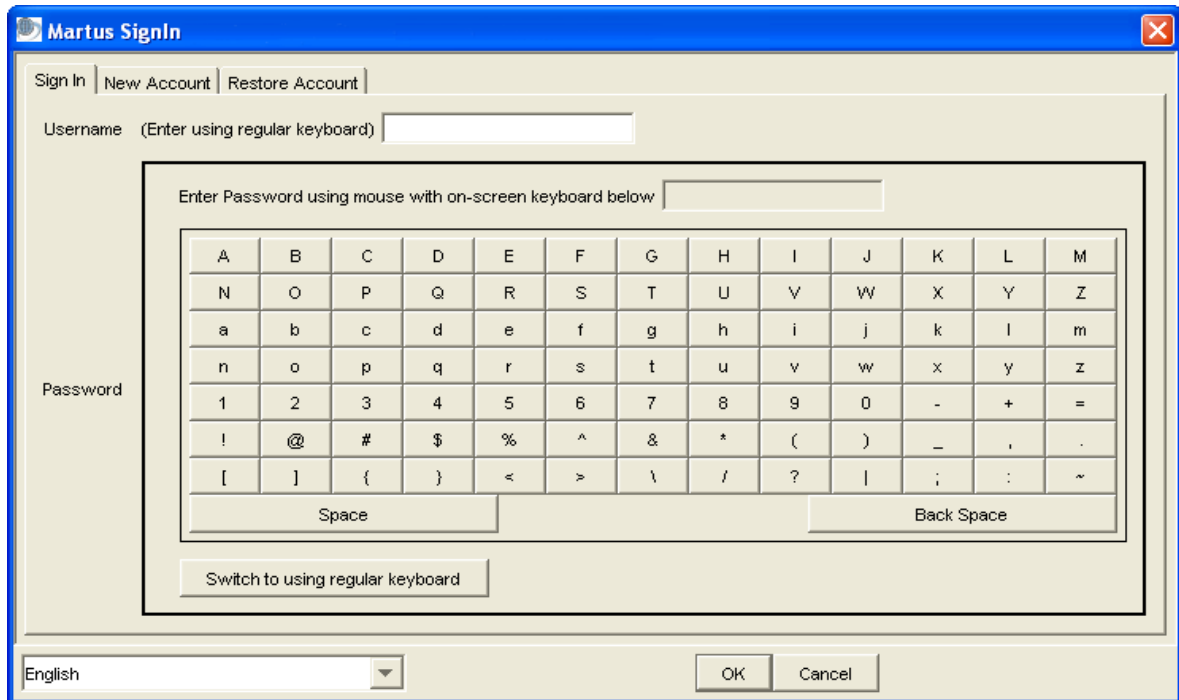 Martus SignIn
Sign In New Account Restore Account
Username (Enter using regular keyboard)
Enter Password using mouse with on-screen keyboard below
A B C D E F G H I J K L M
N O P Q R S T U V W X Y Z
a b c d e f g h i j k l m
Password
n o p q r s t u v w x y z
1 2 3 4 5 6 7 8 9 0 - + =
! @ # $ % ^ & * ( ) _ , .
[ ] { } < > \ / ? | ; : ~
Space Back Space
Switch to using regular keyboard
English OK Cancel